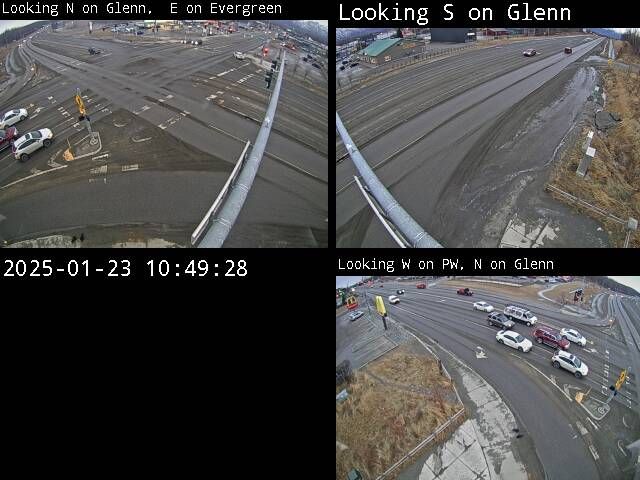 Looking N on Glenn,  E on Evergreen
Looking S on Glenn
2025-01-23 10:49:28
Looking W on PW, N on Glenn